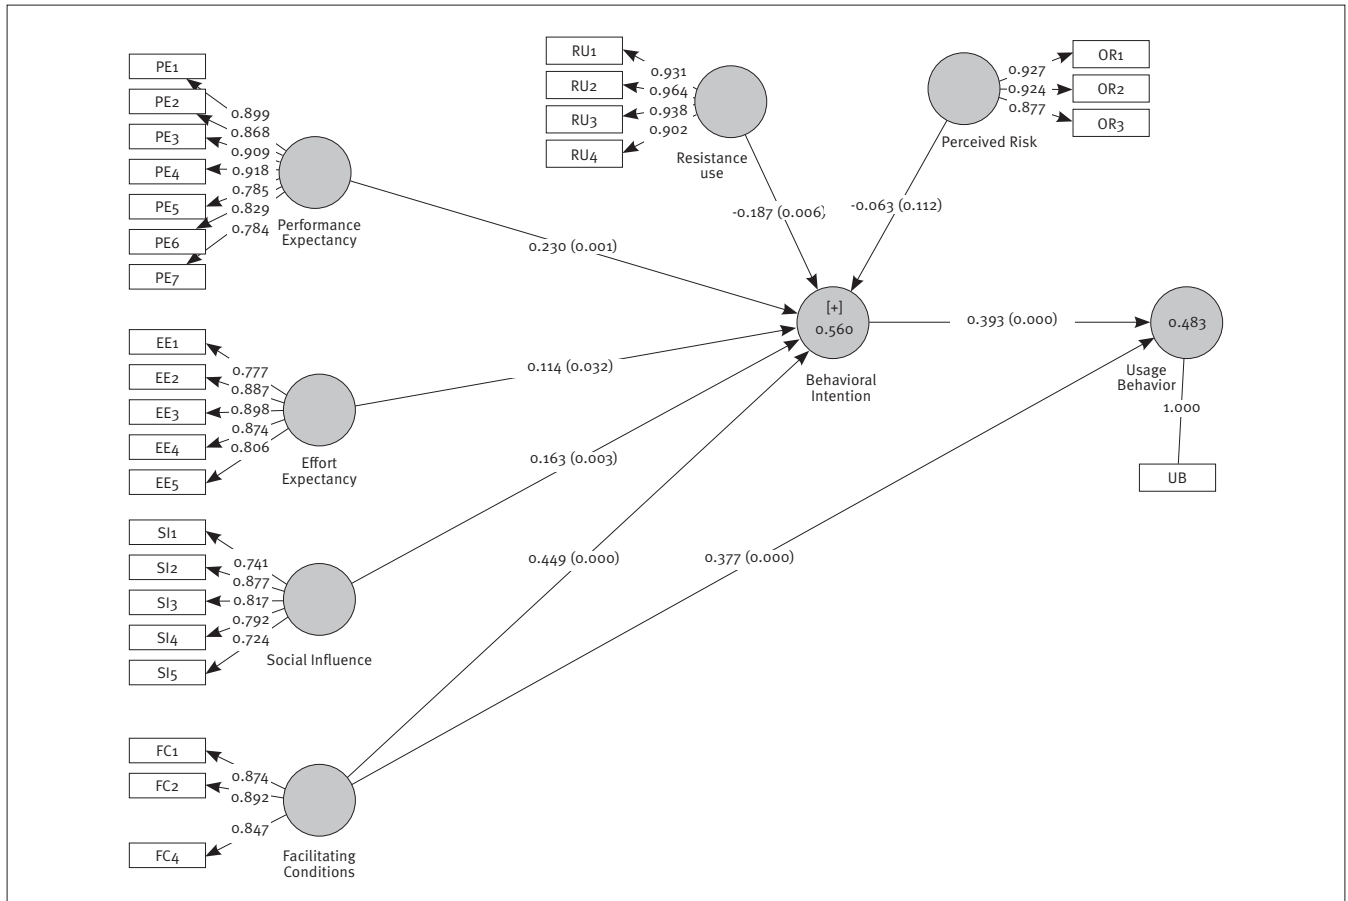 PE1
PE2
PE3
PE4
PE5
PE6
PE7
0.899
0.868
0.909
0.918
0.785
0.829
0.784
Performance
Expectancy
RU1
RU2
RU3
RU4
0.931
0.964
0.938
0.902
Resistance
use
OR1
OR2
OR3
0.927
0.924
0.877
Perceived Risk
-0.187 (0.006)
-0.063 (0.112)
0.230 (0.001)
[+]
0.560
Behavioral
Intention
0.393 (0.000)
0.483
Usage
Behavior
1.000
UB
EE1
EE2
EE3
EE4
EE5
0.777
0.887
0.898
0.874
0.806
Effort
Expectancy
0.114 (0.032)
SI1
SI2
SI3
SI4
SI5
0.741
0.877
0.817
0.792
0.724
Social Influence
0.163 (0.003)
0.449 (0.000)
0.377 (0.000)
FC1
FC2
FC4
0.874
0.892
0.847
Facilitating
Conditions